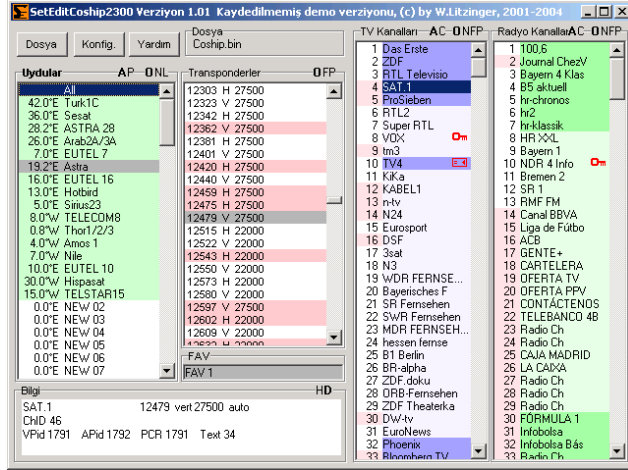 SetEditCoship2300 Verziyon 1.01 Kaydedilmemiş demo verziyonu, (c) by W.Litzinger, 2001-2004
Dosya
Konfig.
Yardım
Dosya
Coship.bin
Uydular
AP ONL
All
42.0°E Turk1C
36.0°E Sesat
28.2°E ASTRA 28
26.0°E Arab2A/3A
7.0°E EUTEL 7
19.2°E Astra
16.0°E EUTEL 16
13.0°E Hotbird
5.0°E Sirius23
8.0°W TELECOM8
0.8°W Thor1/2/3
4.0°W Amos 1
7.0°W Nile
10.0°E EUTEL 10
30.0°W Hispasat
15.0°W TELSTAR15
0.0°E NEW 02
0.0°E NEW 03
0.0°E NEW 04
0.0°E NEW 05
0.0°E NEW 06
0.0°E NEW 07
Transponderler
0FP
12303 H 27500
12323 V 27500
12342 H 27500
12362 V 27500
12381 H 27500
12401 V 27500
12420 H 27500
12440 V 27500
12459 H 27500
12475 H 27500
12479 V 27500
12515 H 22000
12522 V 22000
12543 H 22000
12550 V 22000
12573 H 22000
12580 V 22000
12597 V 27500
12602 H 22000
12609 V 22000
12632 H 22000
FAV
FAV 1
Bilgi
HD
SAT.1 12479 vert 27500 auto
ChID 46
VPid 1791 APid 1792 PCR 1791 Text 34
TV Kanalları
AC ONFP
1 Das Erste
2 ZDF
3 RTL Televisio
4 SAT.1
5 ProSieben
6 RTL2
7 Super RTL
8 VOX
9 tm3
10 TV4
11 KiKa
12 KABEL1
13 n-tv
14 N24
15 Eurosport
16 DSF
17 3sat
18 N3
19 WDR FERNSE...
20 Bayerisches F
21 SR Fernsehen
22 SWR Fernsehen
23 MDR FERNSEH...
24 hessen fernse
25 B1 Berlin
26 BR-alpha
27 ZDF.doku
28 ORB-Fernsehen
29 ZDF Theaterka
30 DW-tv
31 EuroNews
32 Phoenix
33 Bloomberg TV
Radyo Kanalları
AC ONFP
1 100,6
2 Journal ChezV
3 Bayern 4 Klas
4 B5 aktuell
5 hr-chronos
6 hr2
7 hr-klassik
8 HR XXL
9 Bayern 1
10 NDR 4 Info
11 Bremen 2
12 SR 1
13 RMF FM
14 Canal BBVA
15 Liga de Fútbo
16 ACB
17 GENTE+
18 CARTELERA
19 OFERTA TV
20 OFERTA PPV
21 CONTÁCTENOS
22 TELEBANCO 4B
23 Radio Ch
24 Radio Ch
25 CAJA MADRID
26 LA CAIXA
27 Radio Ch
28 Radio Ch
29 Radio Ch
30 FÓRMULA 1
31 Infobolsa
32 Infobolsa Bás
33 Radio Ch